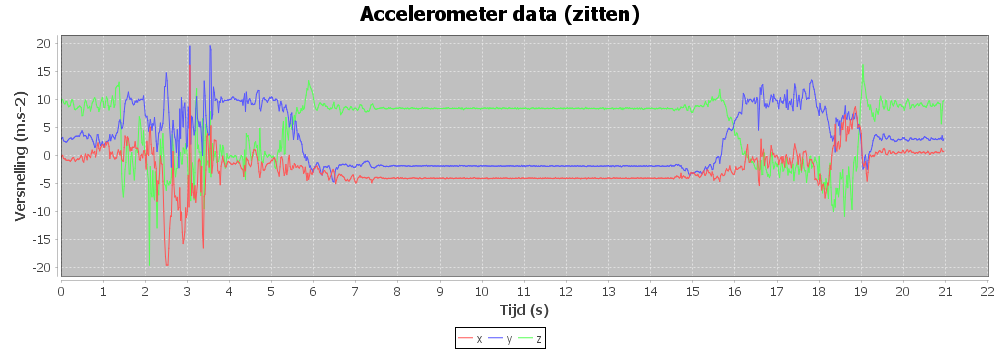 Accelerometer data (zitten)
Versnelling (m.s-2)
20
15
10
5
0
-5
-10
-15
-20
0 1 2 3 4 5 6 7 8 9 10 11 12 13 14 15 16 17 18 19 20 21 22
Tijd (s)
x y z